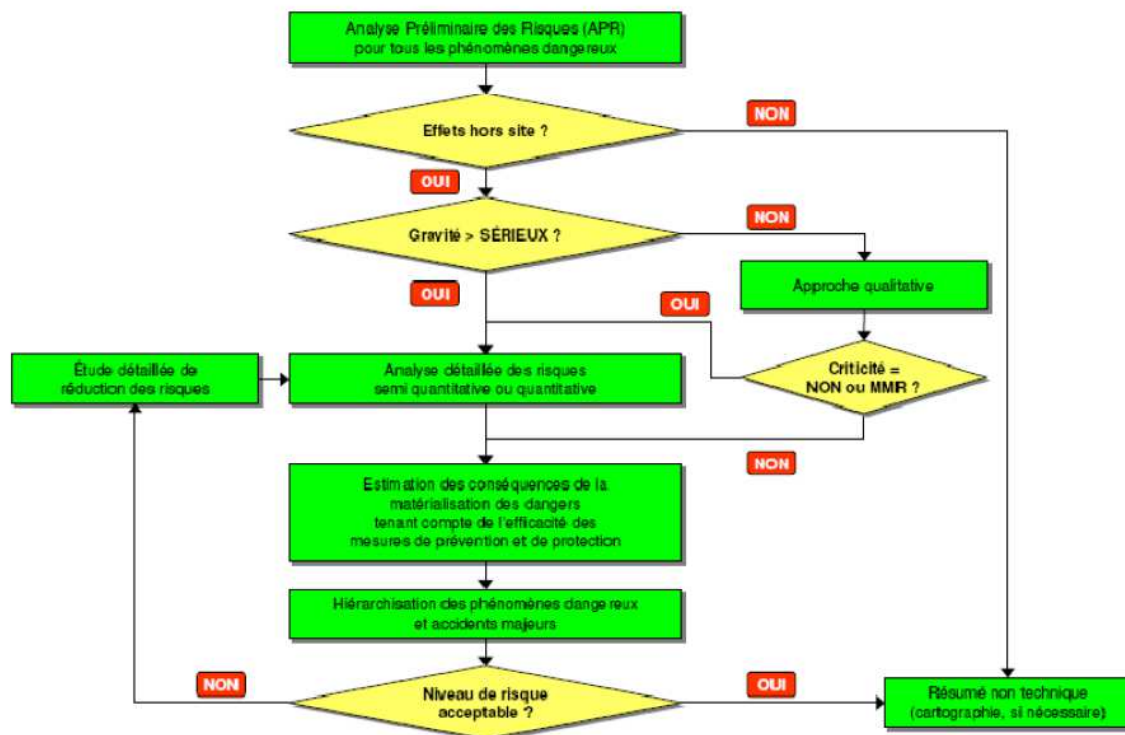 Analyse Préliminaire des Risques (APR)
pour tous les phénomènes dangereux
NON
Effets hors site ?
OUI
NON
Gravité > SÉRIEUX ?
OUI
OUI
Approche qualitative
Étude détaillée de
réduction des risques
Analyse détaillée des risques
semi quantitative ou quantitative
Criticité =
NON ou MMR ?
NON
Estimation des conséquences de la
matérialisation des dangers
tenant compte de l'efficacité des
mesures de prévention et de protection
Hiérarchisation des phénomènes dangereux
et accidents majeurs
NON
Niveau de risque
acceptable ?
OUI
Résumé non technique
(cartographie, si nécessaire)